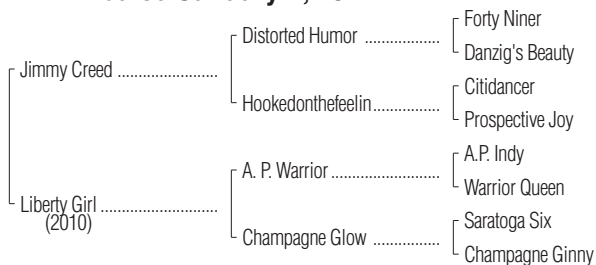 Jimmy Creed
Liberty Girl
(2010)
Distorted Humor
Hookedonthefeelin
A. P. Warrior
Champagne Glow
Forty Niner
Danzig's Beauty
Citidancer
Prospective Joy
A.P. Indy
Warrior Queen
Saratoga Six
Champagne Ginny